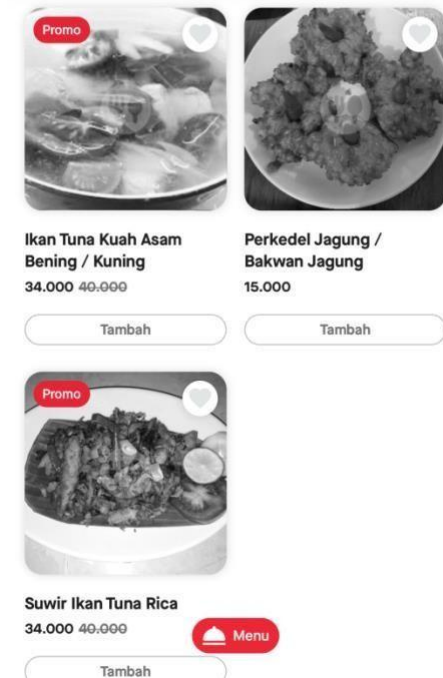 Promo
Ikan Tuna Kuah Asam
Bening / Kuning
34.000 40.000
Tambah
Perkedel Jagung /
Bakwan Jagung
15.000
Tambah
Promo
Suwir Ikan Tuna Rica
34.000 40.000
Menu
Tambah